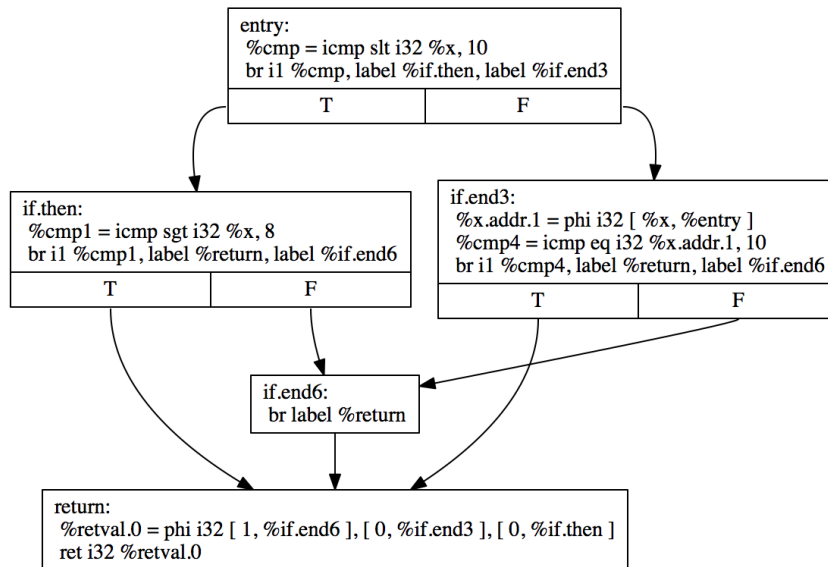 entry:
%cmp = icmp slt i32 %x, 10
br i1 %cmp, label %if.then, label %if.end3
T F
if.then:
%cmp1 = icmp sgt i32 %x, 8
br i1 %cmp1, label %return, label %if.end6
T F
if.end3:
%x.addr.1 = phi i32 [ %x, %entry ]
%cmp4 = icmp eq i32 %x.addr.1, 10
br i1 %cmp4, label %return, label %if.end6
T F
if.end6:
br label %return
return:
%retval.0 = phi i32 [ 1, %if.end6 ], [ 0, %if.end3 ], [ 0, %if.then ]
ret i32 %retval.0